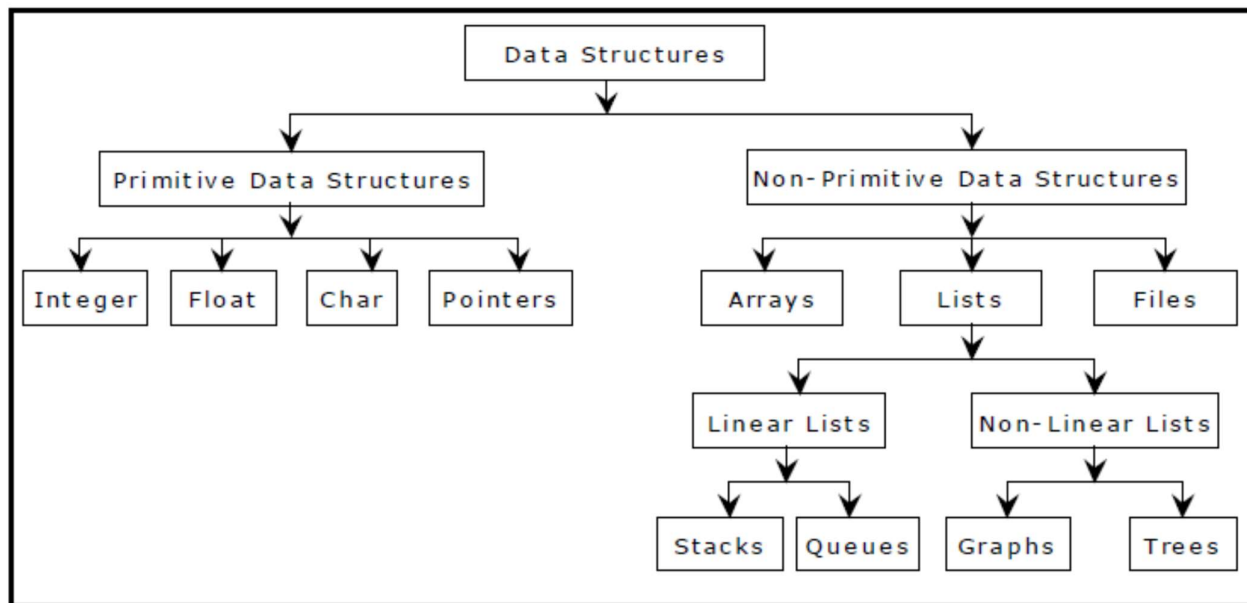 Data Structures
Primitive Data Structures
Non-Primitive Data Structures
Integer
Float
Char
Pointers
Arrays
Lists
Files
Linear Lists
Non-Linear Lists
Stacks
Queues
Graphs
Trees